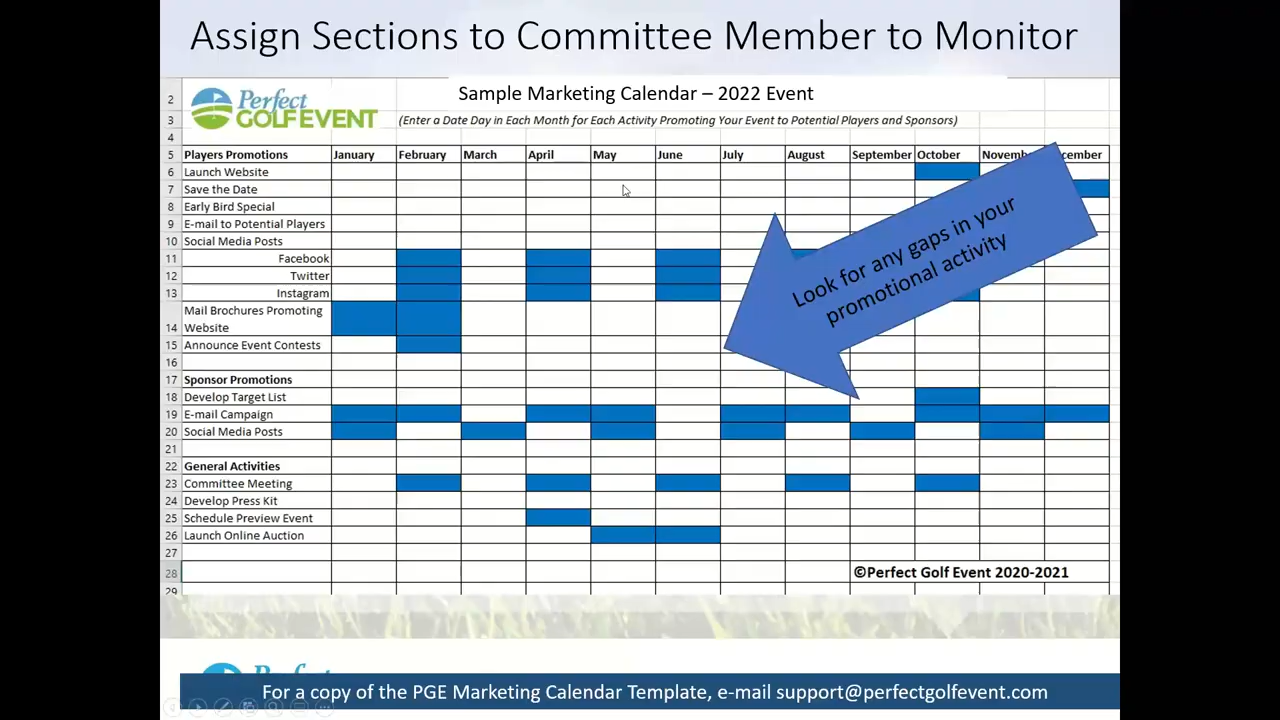 Assign Sections to Committee Member to Monitor
Perfect
GOLFEVENT
Sample Marketing Calendar – 2022 Event
(Enter a Date Day in Each Month for Each Activity Promoting Your Event to Potential Players and Sponsors)
2
3
4
5 Players Promotions January February March April May June July August September October Novemb cember
6 Launch Website
7 Save the Date
8 Early Bird Special
9 E-mail to Potential Players
10 Social Media Posts
11 Facebook
12 Twitter
13 Instagram
Mail Brochures Promoting
14 Website
15 Announce Event Contests
16
17 Sponsor Promotions
18 Develop Target List
19 E-mail Campaign
20 Social Media Posts
21
22 General Activities
23 Committee Meeting
24 Develop Press Kit
25 Schedule Preview Event
26 Launch Online Auction
27
28 ©Perfect Golf Event 2020-2021
29
Look for any gaps in your
promotional activity
For a copy of the PGE Marketing Calendar Template, e-mail support@perfectgolfevent.com